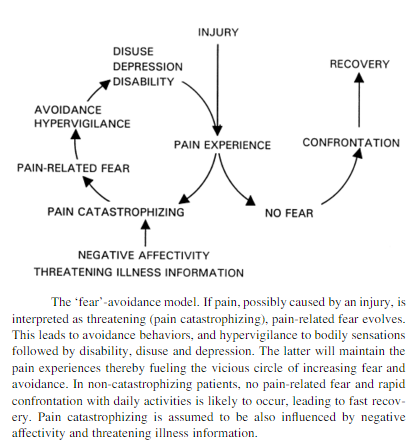 INJURY
DISUSE
DEPRESSION
DISABILITY
RECOVERY
AVOIDANCE
HYPERVIGILANCE
PAIN EXPERIENCE
CONFRONTATION
PAIN-RELATED FEAR
PAIN CATASTROPHIZING
NO FEAR
NEGATIVE AFFECTIVITY
THREATENING ILLNESS INFORMATION
The ‘fear’-avoidance model. If pain, possibly caused by an injury, is
interpreted as threatening (pain catastrophizing), pain-related fear evolves.
This leads to avoidance behaviors, and hypervigilance to bodily sensations
followed by disability, disuse and depression. The latter will maintain the
pain experiences thereby fueling the vicious circle of increasing fear and
avoidance. In non-catastrophizing patients, no pain-related fear and rapid
confrontation with daily activities is likely to occur, leading to fast recov-
ery. Pain catastrophizing is assumed to be also influenced by negative
affectivity and threatening illness information.